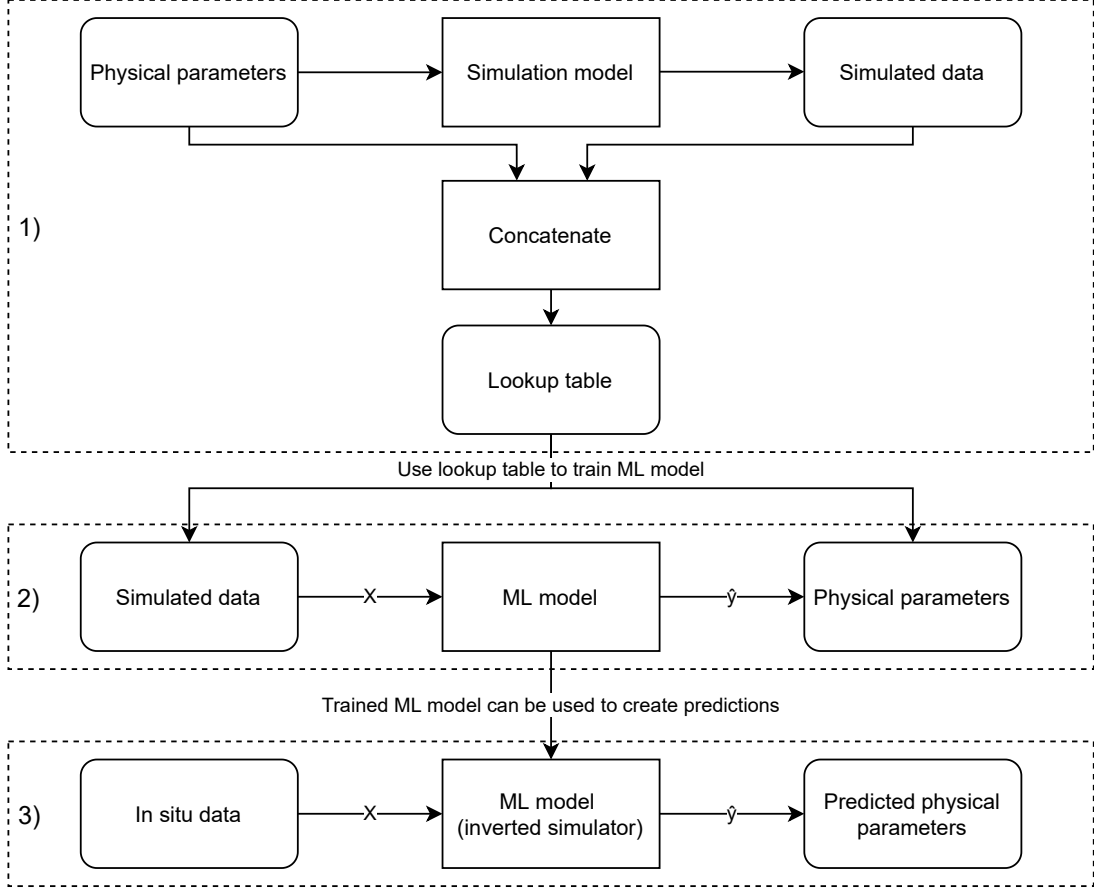 Physical parameters
Simulation model
Simulated data
1)
Concatenate
Lookup table
Use lookup table to train ML model
2)
Simulated data
X
ML model
ŷ
Physical parameters
Trained ML model can be used to create predictions
3)
In situ data
X
ML model
(inverted simulator)
ŷ
Predicted physical
parameters